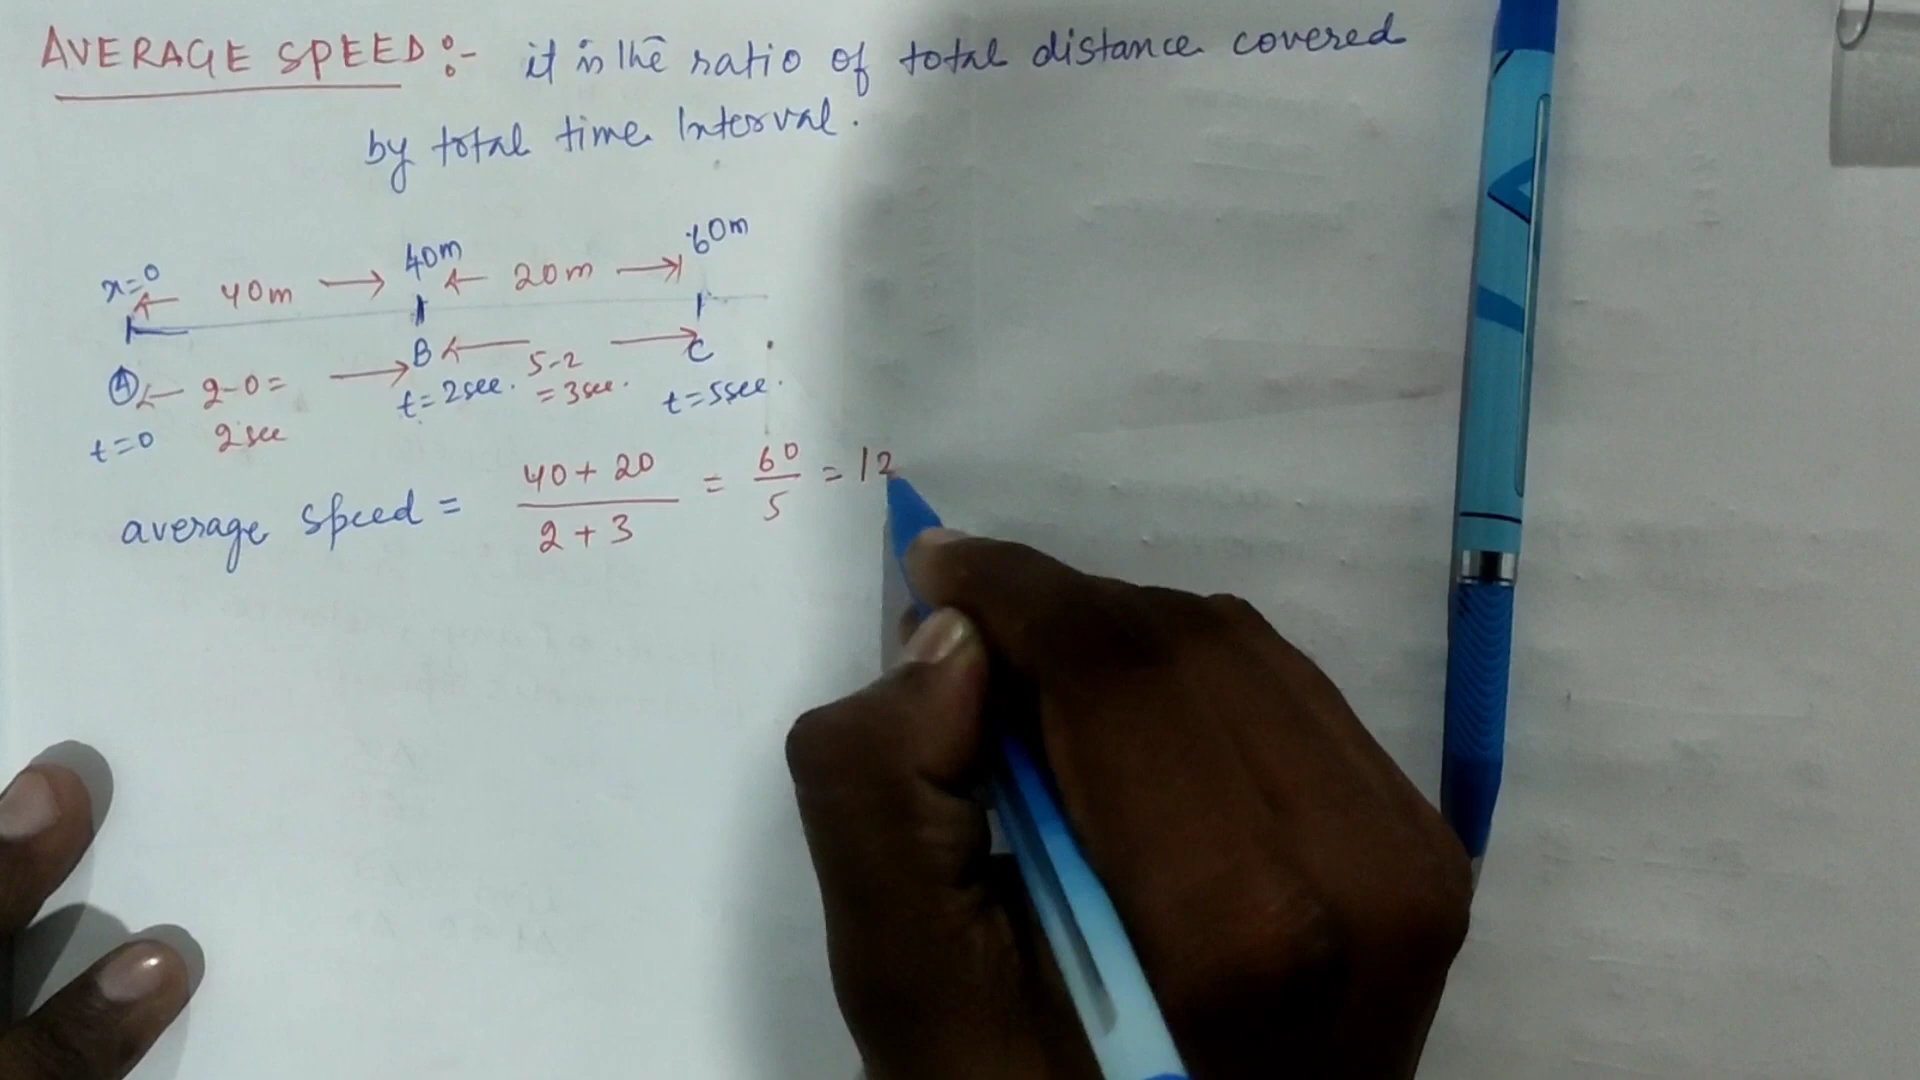 AVERAGE SPEED :- it is the ratio of total distance covered
by total time Interval.
x=0 40m 60m
40m 20m
A B C
2-0= 5-2
t=0 2sec t=2sec. =3sec. t=5sec.
average speed = 40+20 / 2+3 = 60/5 = 12